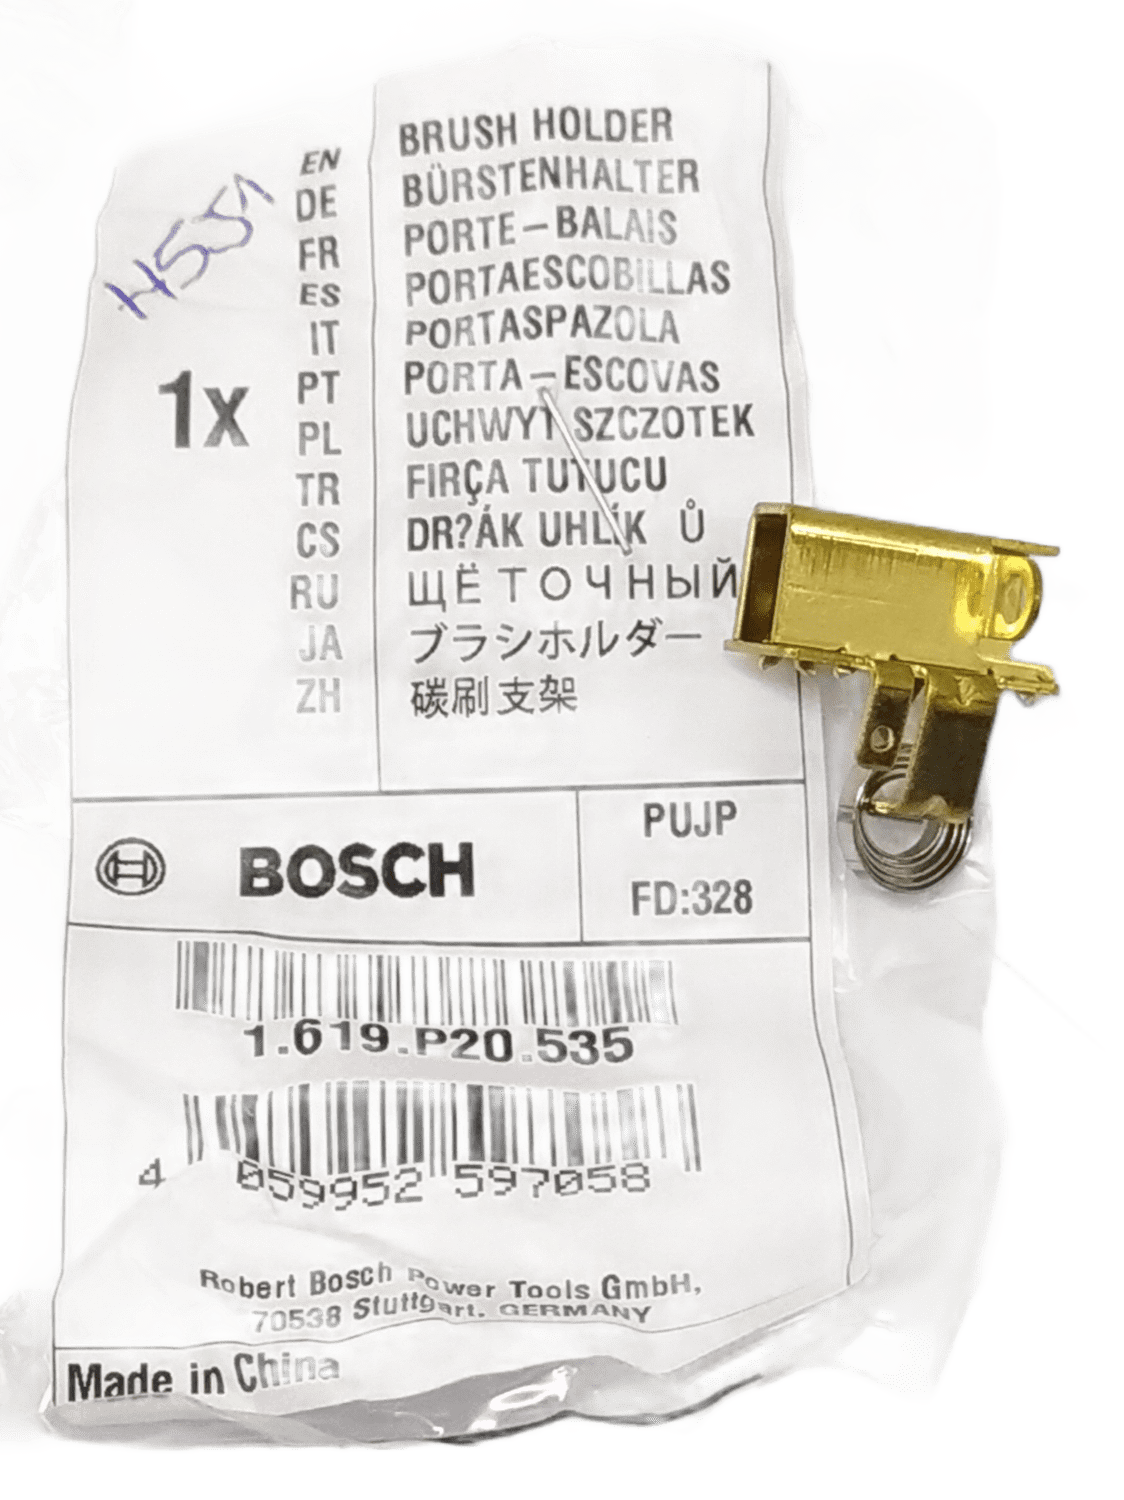 EN BRUSH HOLDER
DE BÜRSTENHALTER
FR PORTE-BALAIS
ES PORTAESCOBILLAS
IT PORTASPAZOLA
1x
PT PORTA-ESCOVAS
PL UCHWYT SZCZOTEK
TR FIRÇA TUTUCU
CS DR?ÁK UHLÍK Ů
RU ЩЁТОЧНЫЙ
JA ブラシホルダー
ZH 碳刷支架
BOSCH
PUJP
FD:328
1.619.P20.535
4 059952 597058
Robert Bosch Power Tools GmbH,
70538 Stuttgart. GERMANY
Made in China